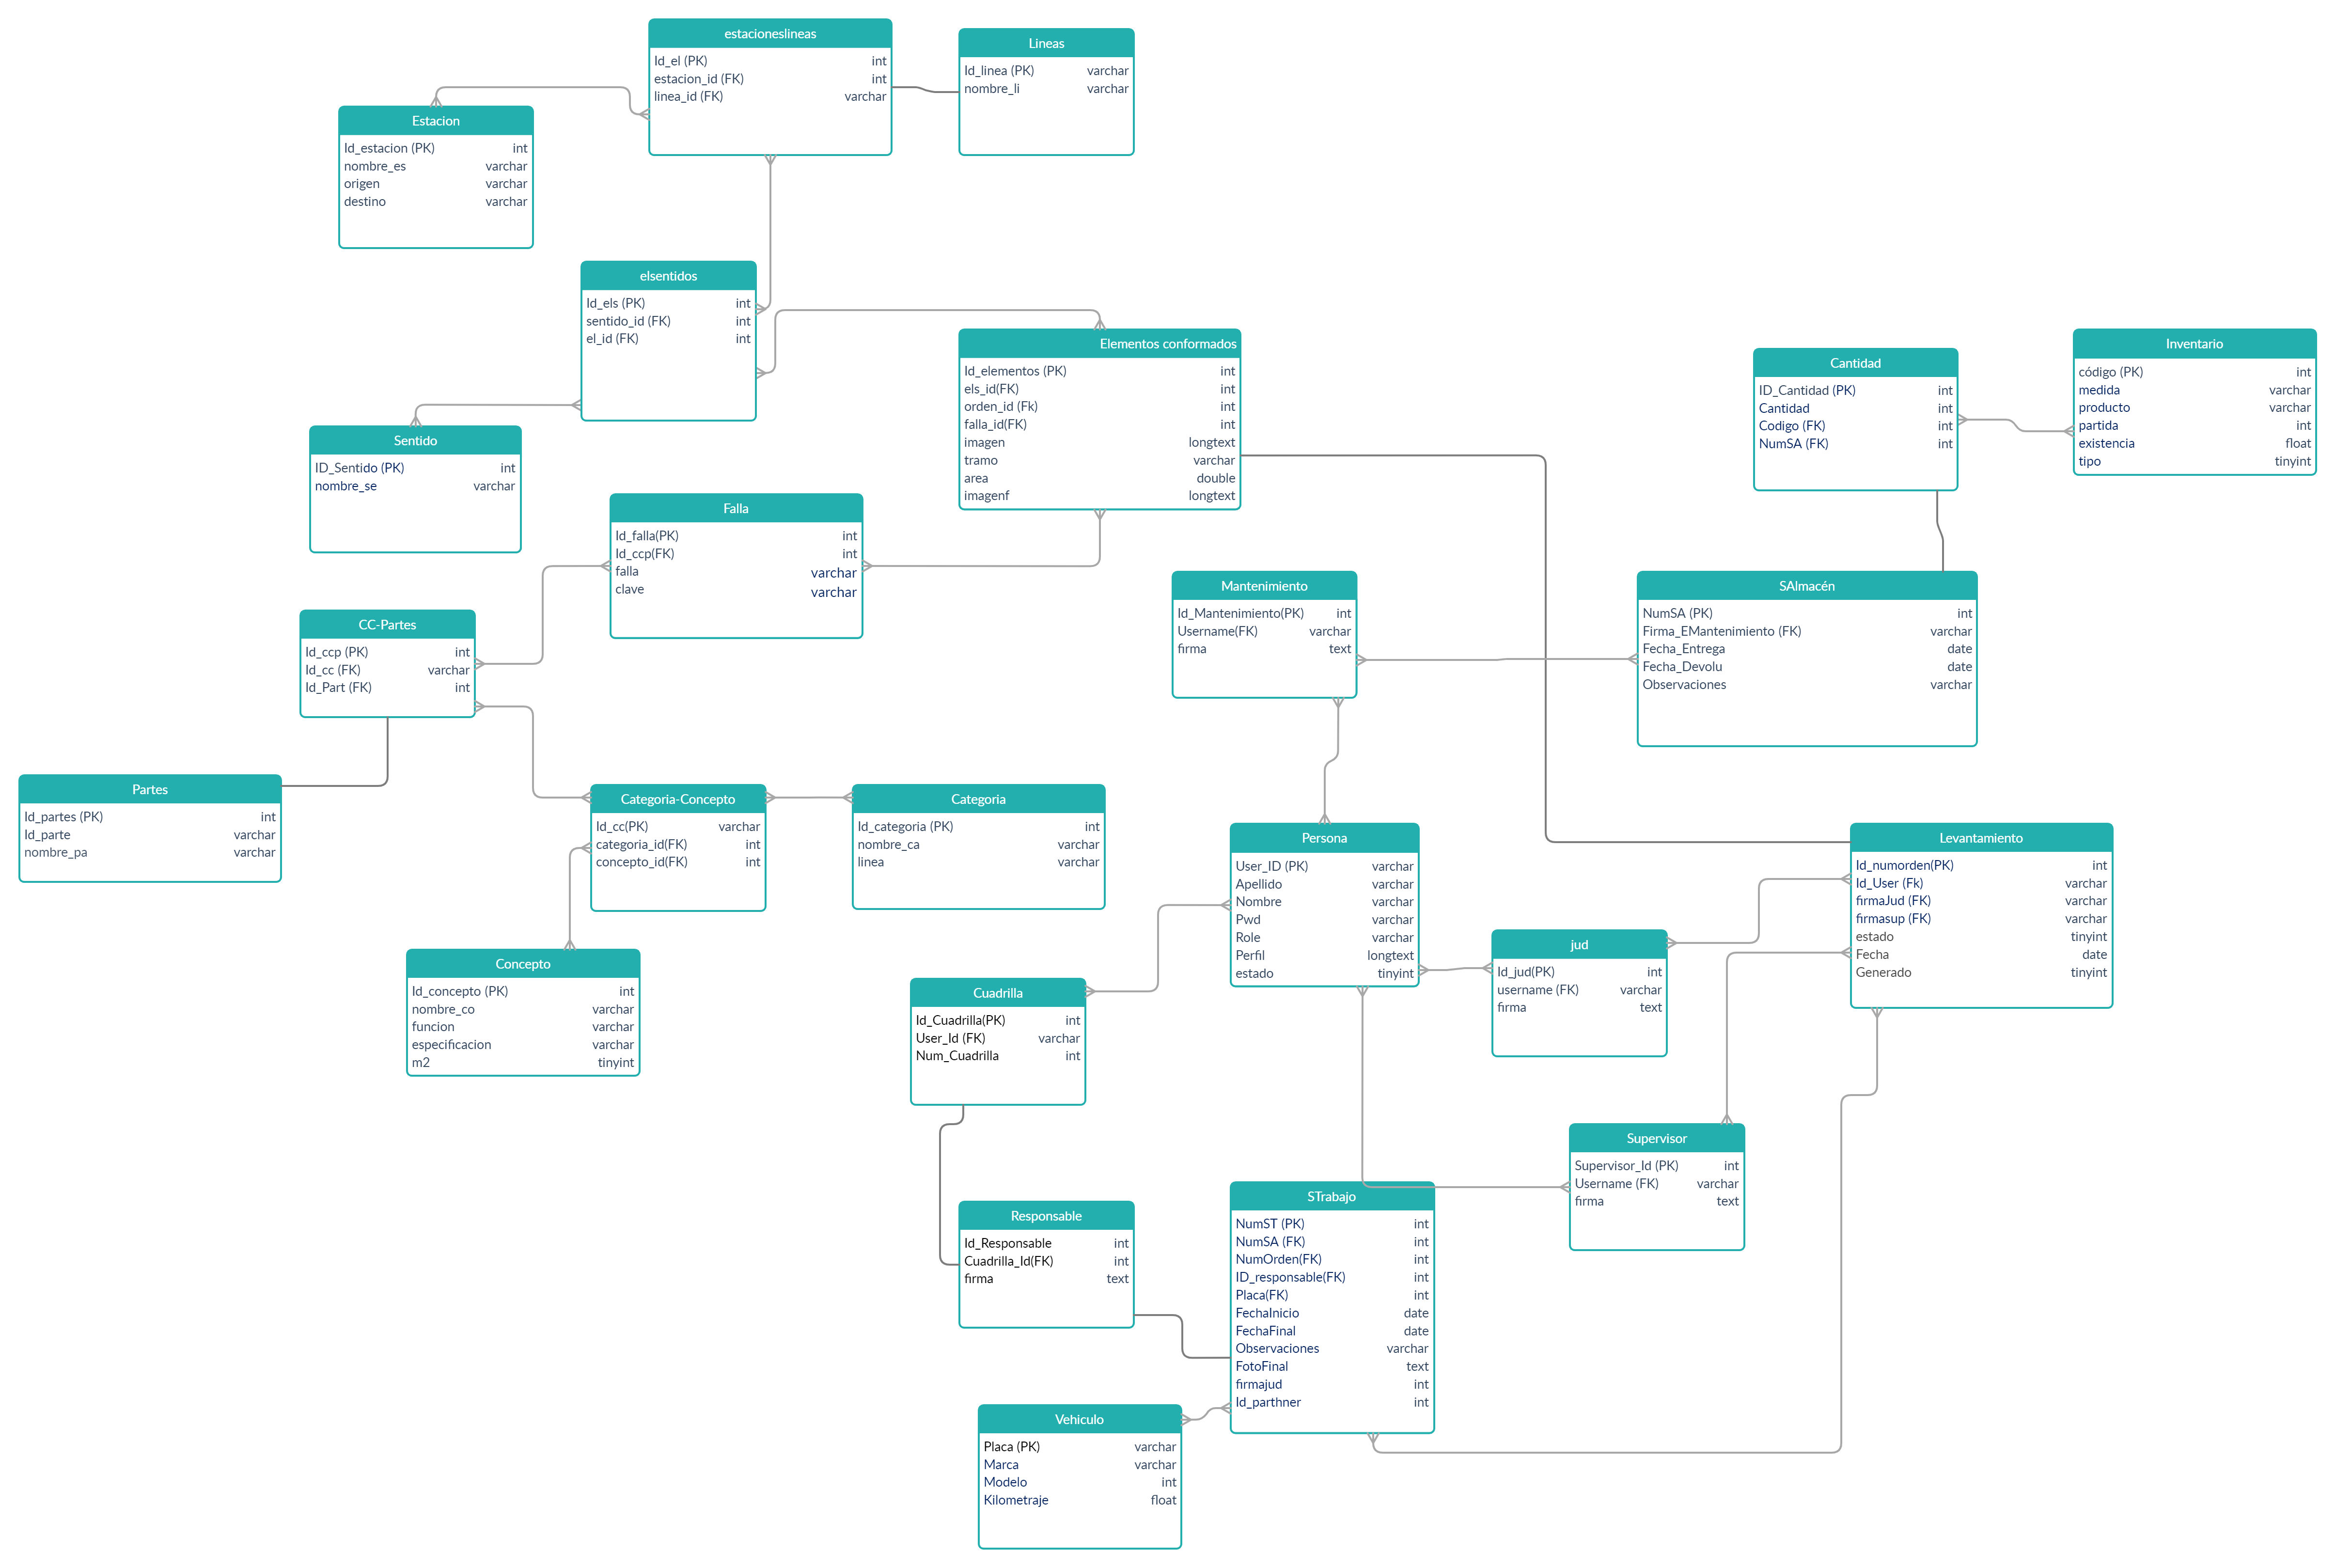 estacioneslineas
Id_el (PK) int
estacion_id (FK) int
linea_id (FK) varchar
Lineas
Id_linea (PK) varchar
nombre_li varchar
Estacion
Id_estacion (PK) int
nombre_es varchar
origen varchar
destino varchar
elsentidos
Id_els (PK) int
sentido_id (FK) int
el_id (FK) int
Elementos conformados
Id_elementos (PK) int
els_id(FK) int
orden_id (Fk) int
falla_id(FK) int
imagen longtext
tramo varchar
area double
imagenf longtext
Cantidad
ID_Cantidad (PK) int
Cantidad int
Codigo (FK) int
NumSA (FK) int
Inventario
código (PK) int
medida varchar
producto varchar
partida int
existencia float
tipo tinyint
Sentido
ID_Sentido (PK) int
nombre_se varchar
Falla
Id_falla(PK) int
Id_ccp(FK) int
falla varchar
clave varchar
Mantenimiento
Id_Mantenimiento(PK) int
Username(FK) varchar
firma text
SAlmacén
NumSA (PK) int
Firma_EMantenimiento (FK) varchar
Fecha_Entrega date
Fecha_Devolu date
Observaciones varchar
CC-Partes
Id_ccp (PK) int
Id_cc (FK) varchar
Id_Part (FK) int
Partes
Id_partes (PK) int
Id_parte varchar
nombre_pa varchar
Categoria-Concepto
Id_cc(PK) varchar
categoria_id(FK) int
concepto_id(FK) int
Categoria
Id_categoria (PK) int
nombre_ca varchar
linea varchar
Persona
User_ID (PK) varchar
Apellido varchar
Nombre varchar
Pwd varchar
Role varchar
Perfil longtext
estado tinyint
Levantamiento
Id_numorden(PK) int
Id_User (Fk) varchar
firmaJud (FK) varchar
firmasup (FK) varchar
estado tinyint
Fecha date
Generado tinyint
jud
Id_jud(PK) int
username (FK) varchar
firma text
Concepto
Id_concepto (PK) int
nombre_co varchar
funcion varchar
especificacion varchar
m2 tinyint
Cuadrilla
Id_Cuadrilla(PK) int
User_Id (FK) varchar
Num_Cuadrilla int
Supervisor
Supervisor_Id (PK) int
Username (FK) varchar
firma text
STrabajo
NumST (PK) int
NumSA (FK) int
NumOrden(FK) int
ID_responsable(FK) int
Placa(FK) int
FechaInicio date
FechaFinal date
Observaciones varchar
FotoFinal text
firmajud int
Id_parthner int
Responsable
Id_Responsable int
Cuadrilla_Id(FK) int
firma text
Vehiculo
Placa (PK) varchar
Marca varchar
Modelo int
Kilometraje float